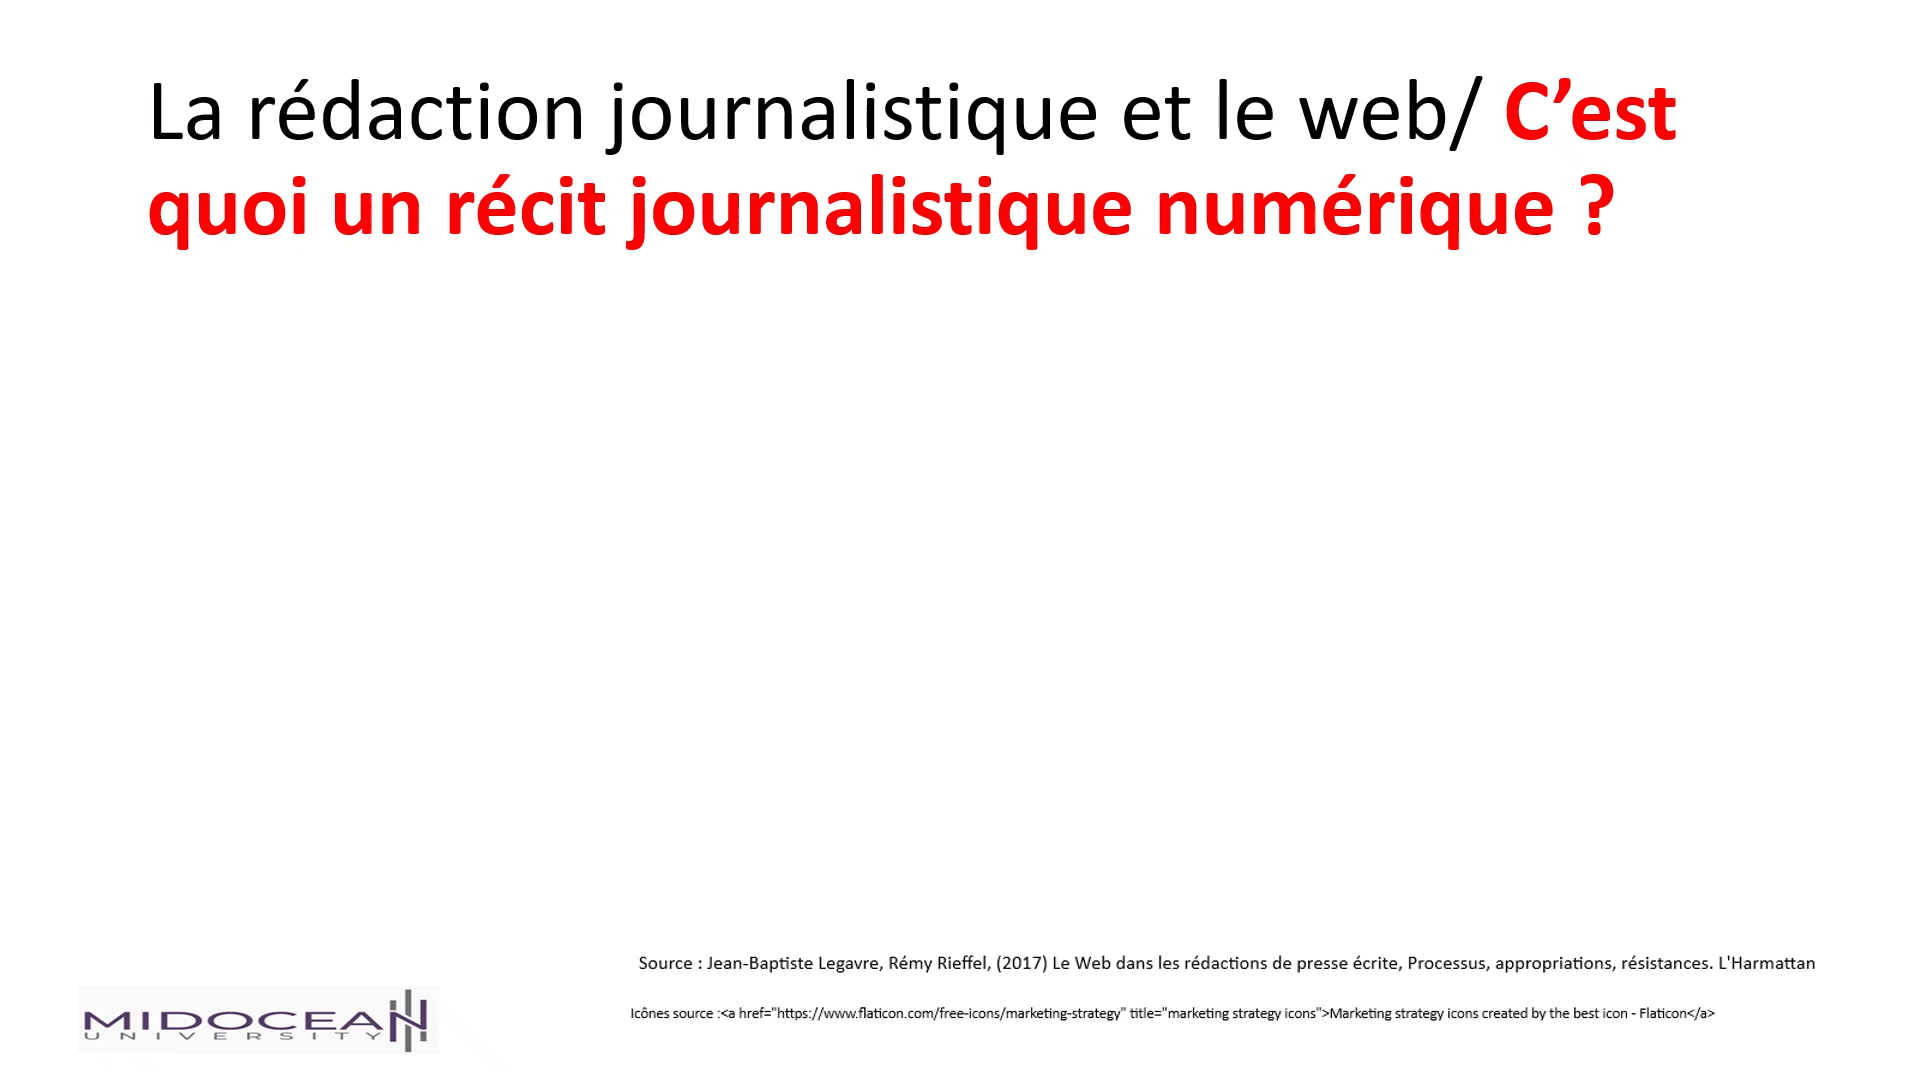 La rédaction journalistique et le web/ C’est
quoi un récit journalistique numérique ?
Source : Jean-Baptiste Legavre, Rémy Rieffel, (2017) Le Web dans les rédactions de presse écrite, Processus, appropriations, résistances. L'Harmattan
Icônes source :<a href="https://www.flaticon.com/free-icons/marketing-strategy" title="marketing strategy icons">Marketing strategy icons created by the best icon - Flaticon</a>
MIDOCEAN
UNIVERSITY